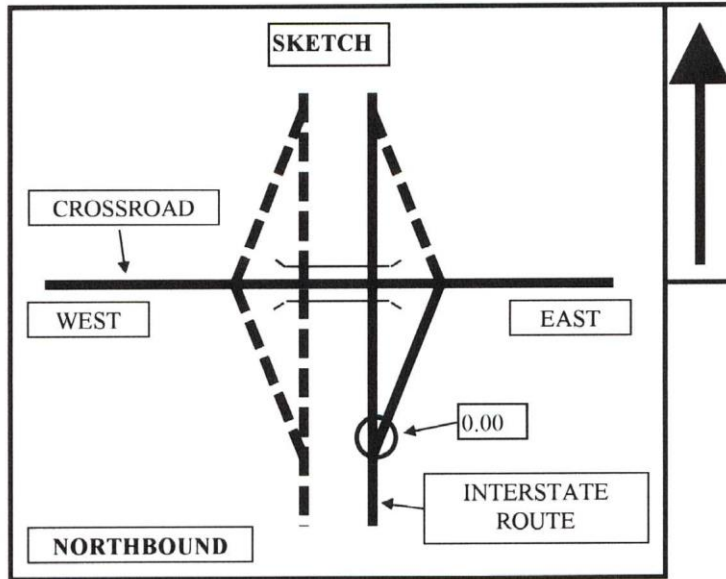 SKETCH
CROSSROAD
WEST
EAST
0.00
INTERSTATE
ROUTE
NORTHBOUND